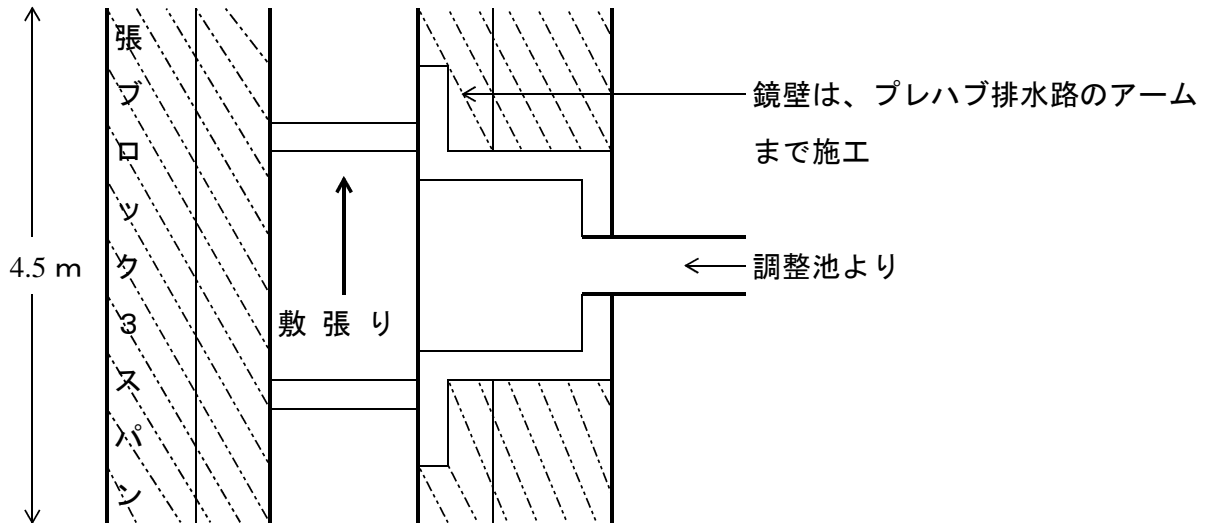 張ブロック3スパン
鏡壁は、プレハブ排水路のアーム
まで施工
4.5 m
調整池より
敷張り